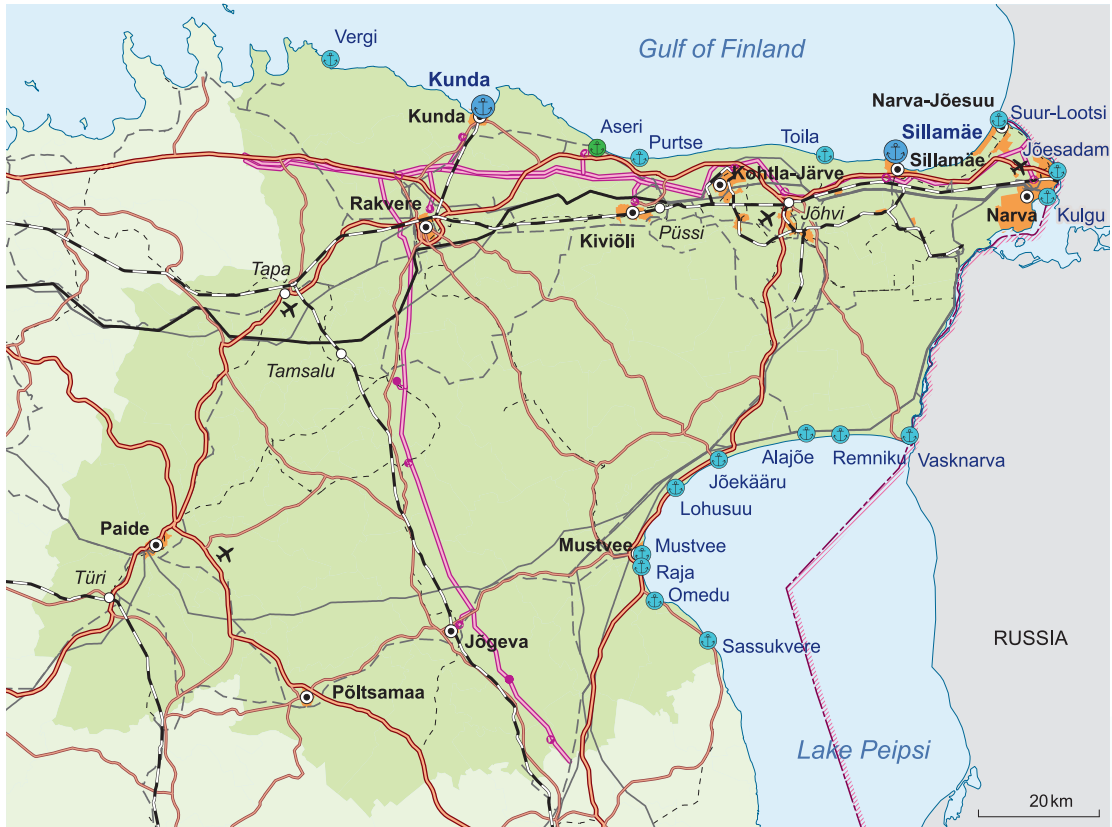 Vergi
Gulf of Finland
Kunda
Kunda
Narva-Jõesuu
Suur-Lootsi
Aseri
Purtse
Toila
Sillamäe
Sillamäe
Jõesadam
Kohtla-Järve
Rakvere
Narva
Kulgu
Kiviõli
Püssi
Jõhvi
Tapa
Tamsalu
Alajõe
Remniku
Vasknarva
Jõekääru
Lohusuu
Paide
Mustvee
Mustvee
Raja
Türi
Omedu
Jõgeva
Sassukvere
RUSSIA
Põltsamaa
Lake Peipsi
20 km